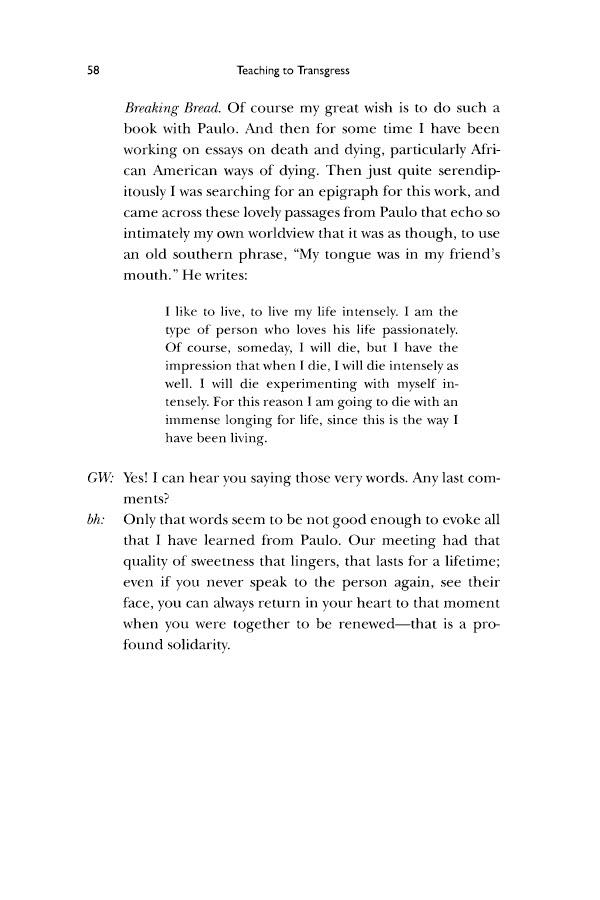 58 Teaching to Transgress
Breaking Bread. Of course my great wish is to do such a
book with Paulo. And then for some time I have been
working on essays on death and dying, particularly Afri-
can American ways of dying. Then just quite serendip-
itously I was searching for an epigraph for this work, and
came across these lovely passages from Paulo that echo so
intimately my own worldview that it was as though, to use
an old southern phrase, “My tongue was in my friend’s
mouth.” He writes:
I like to live, to live my life intensely. I am the
type of person who loves his life passionately.
Of course, someday, I will die, but I have the
impression that when I die, I will die intensely as
well. I will die experimenting with myself in-
tensely. For this reason I am going to die with an
immense longing for life, since this is the way I
have been living.
GW: Yes! I can hear you saying those very words. Any last com-
ments?
bh: Only that words seem to be not good enough to evoke all
that I have learned from Paulo. Our meeting had that
quality of sweetness that lingers, that lasts for a lifetime;
even if you never speak to the person again, see their
face, you can always return in your heart to that moment
when you were together to be renewed—that is a pro-
found solidarity.